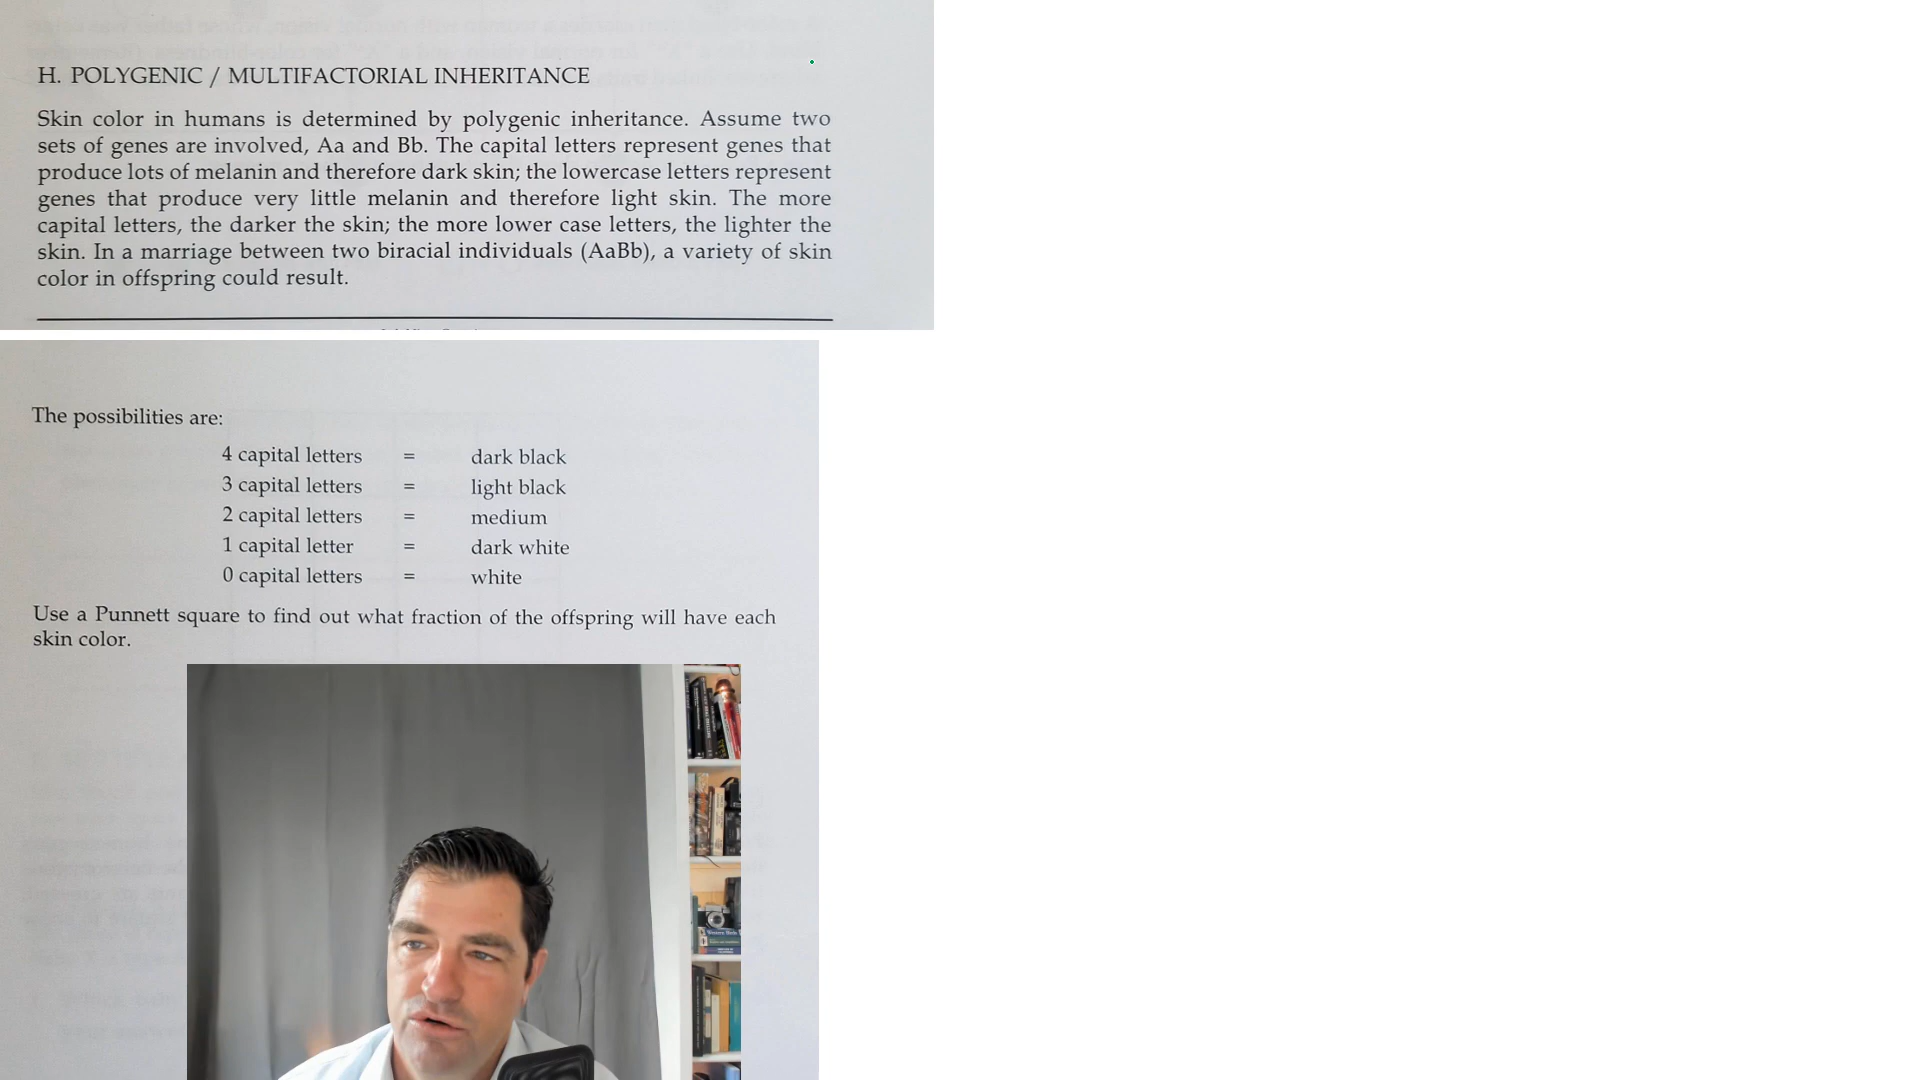 H. POLYGENIC / MULTIFACTORIAL INHERITANCE
Skin color in humans is determined by polygenic inheritance. Assume two
sets of genes are involved, Aa and Bb. The capital letters represent genes that
produce lots of melanin and therefore dark skin; the lowercase letters represent
genes that produce very little melanin and therefore light skin. The more
capital letters, the darker the skin; the more lower case letters, the lighter the
skin. In a marriage between two biracial individuals (AaBb), a variety of skin
color in offspring could result.
The possibilities are:
4 capital letters = dark black
3 capital letters = light black
2 capital letters = medium
1 capital letter = dark white
0 capital letters = white
Use a Punnett square to find out what fraction of the offspring will have each
skin color.
Western Birds